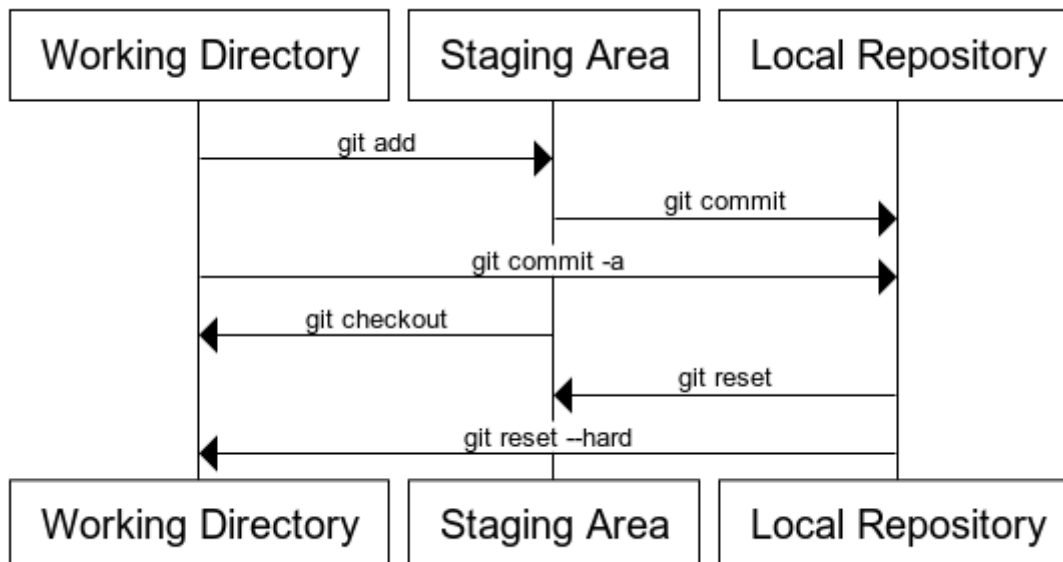 Working Directory
Staging Area
Local Repository
git add
git commit
git commit -a
git checkout
git reset
git reset --hard
Working Directory
Staging Area
Local Repository